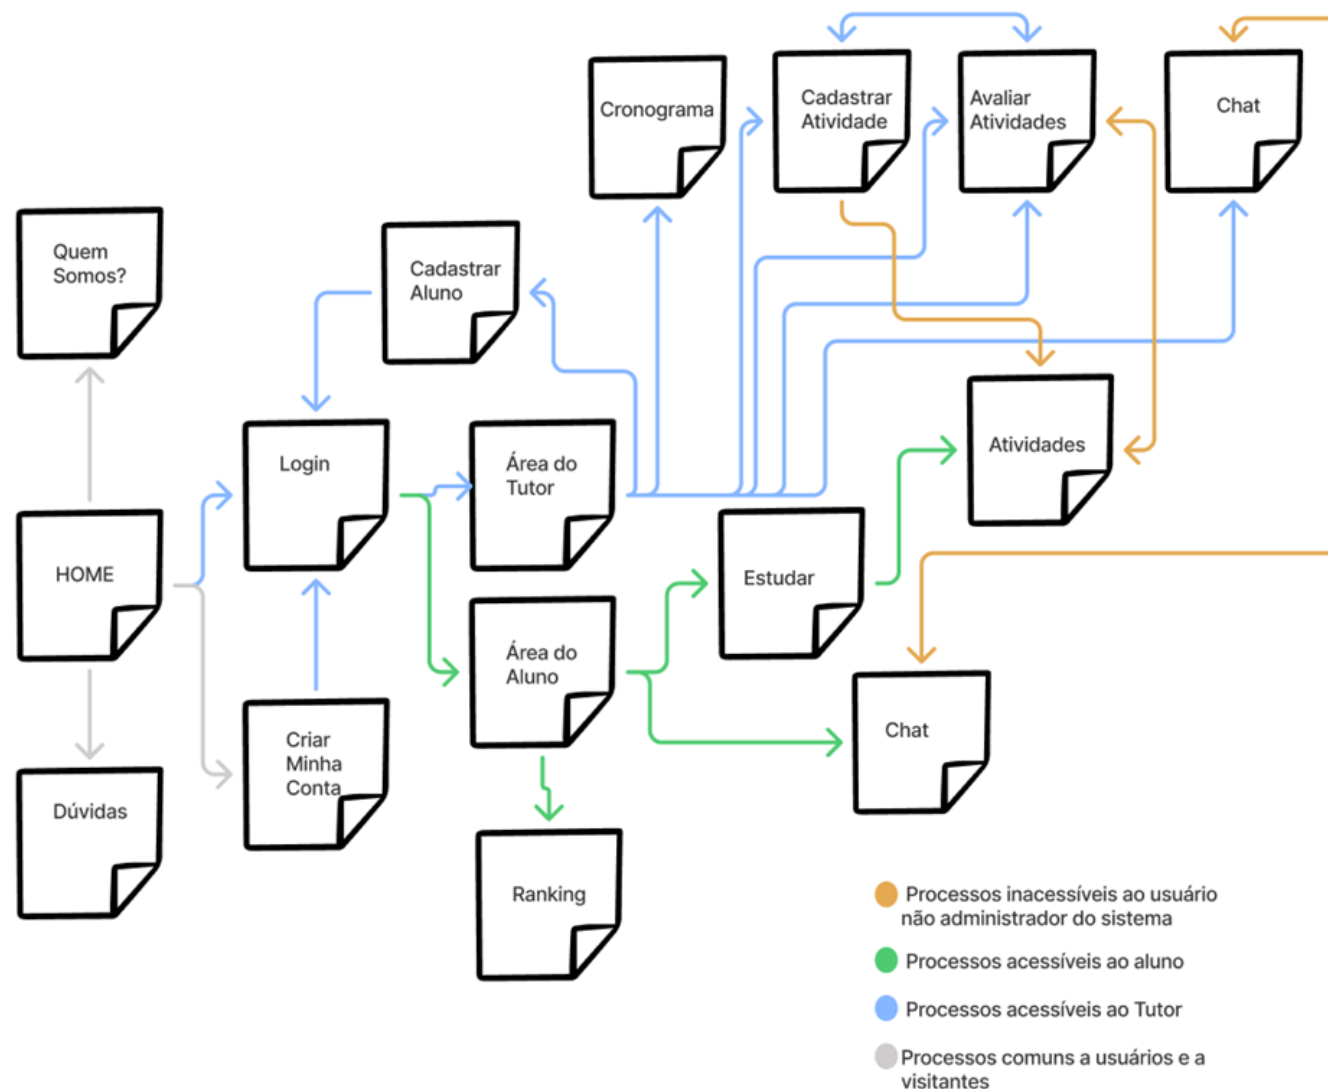 Cronograma
Cadastrar
Atividade
Avaliar
Atividades
Chat
Quem
Somos?
Cadastrar
Aluno
Login
Área do
Tutor
Atividades
HOME
Estudar
Área do
Aluno
Criar
Minha
Conta
Chat
Dúvidas
Ranking
Processos inacessíveis ao usuário
não administrador do sistema
Processos acessíveis ao aluno
Processos acessíveis ao Tutor
Processos comuns a usuários e a
visitantes